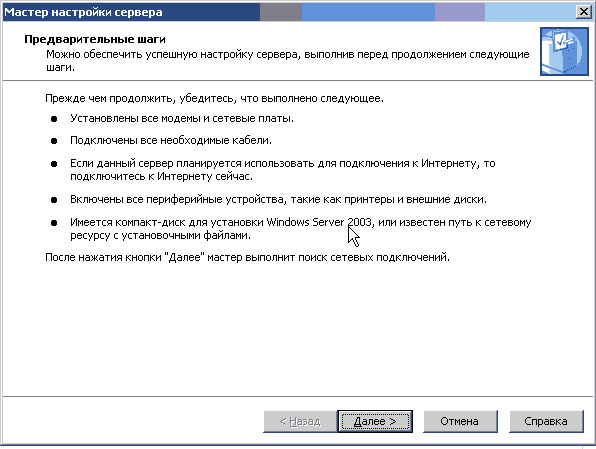 Мастер настройки сервера
Предварительные шаги
Можно обеспечить успешную настройку сервера, выполнив перед продолжением следующие
шаги.
Прежде чем продолжить, убедитесь, что выполнено следующее.
● Установлены все модемы и сетевые платы.
● Подключены все необходимые кабели.
● Если данный сервер планируется использовать для подключения к Интернету, то
подключитесь к Интернету сейчас.
● Включены все периферийные устройства, такие как принтеры и внешние диски.
● Имеется компакт-диск для установки Windows Server 2003, или известен путь к сетевому
ресурсу с установочными файлами.
После нажатия кнопки "Далее" мастер выполнит поиск сетевых подключений.
< Назад Далее > Отмена Справка